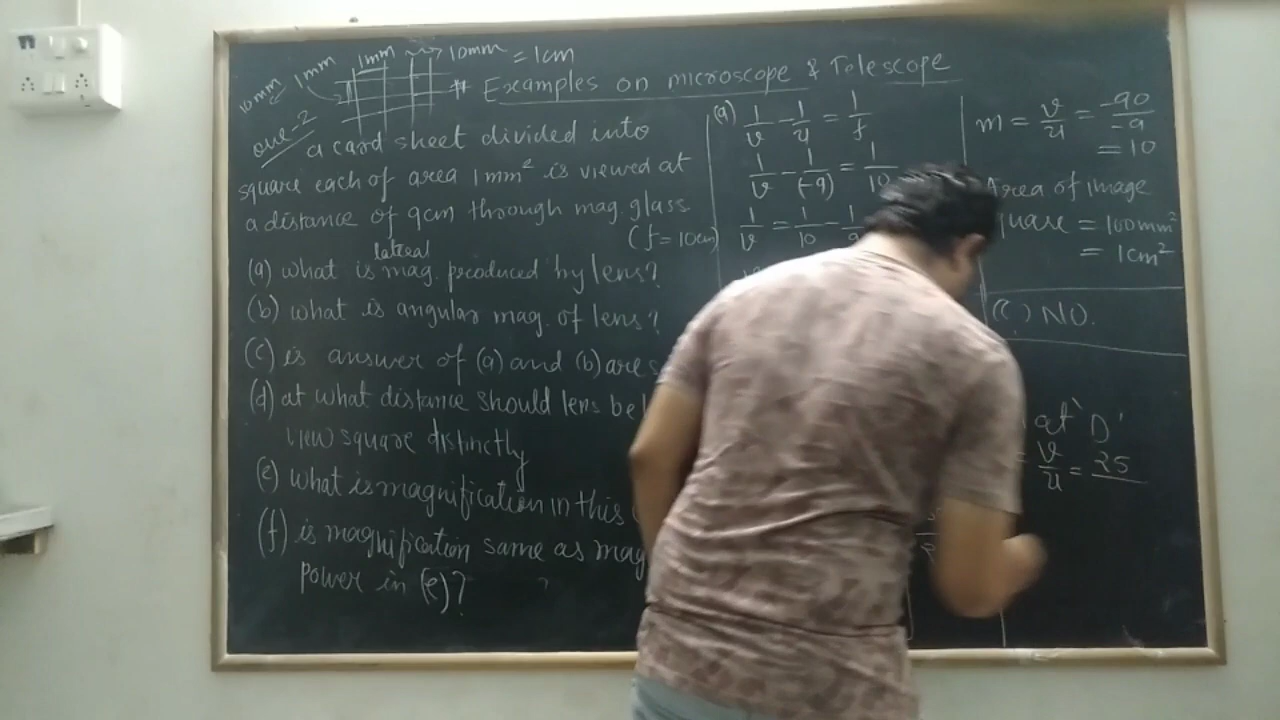 10mm 1mm 1mm 10mm = 1cm
Examples on microscope & Telescope
que-2
a card sheet divided into
square each of area 1mm² is viewed at
a distance of 9cm through mag. glass
(f = 10cm)
lateral
(a) what is mag. produced by lens?
(b) what is angular mag. of lens?
(c) is answer of (a) and (b) are
(d) at what distance should lens be
view square distinctly
(e) what is magnification in this
(f) is magnification same as mag
power in (e)?
(a) 1/v - 1/u = 1/f
1/v - 1/(-9) = 1/10
1/v = 1/10 - 1/9
m = v/u = -90/-9
= 10
Area of image
square = 100mm²
= 1cm²
(C) NO.
at 'D'
= v/u = 25